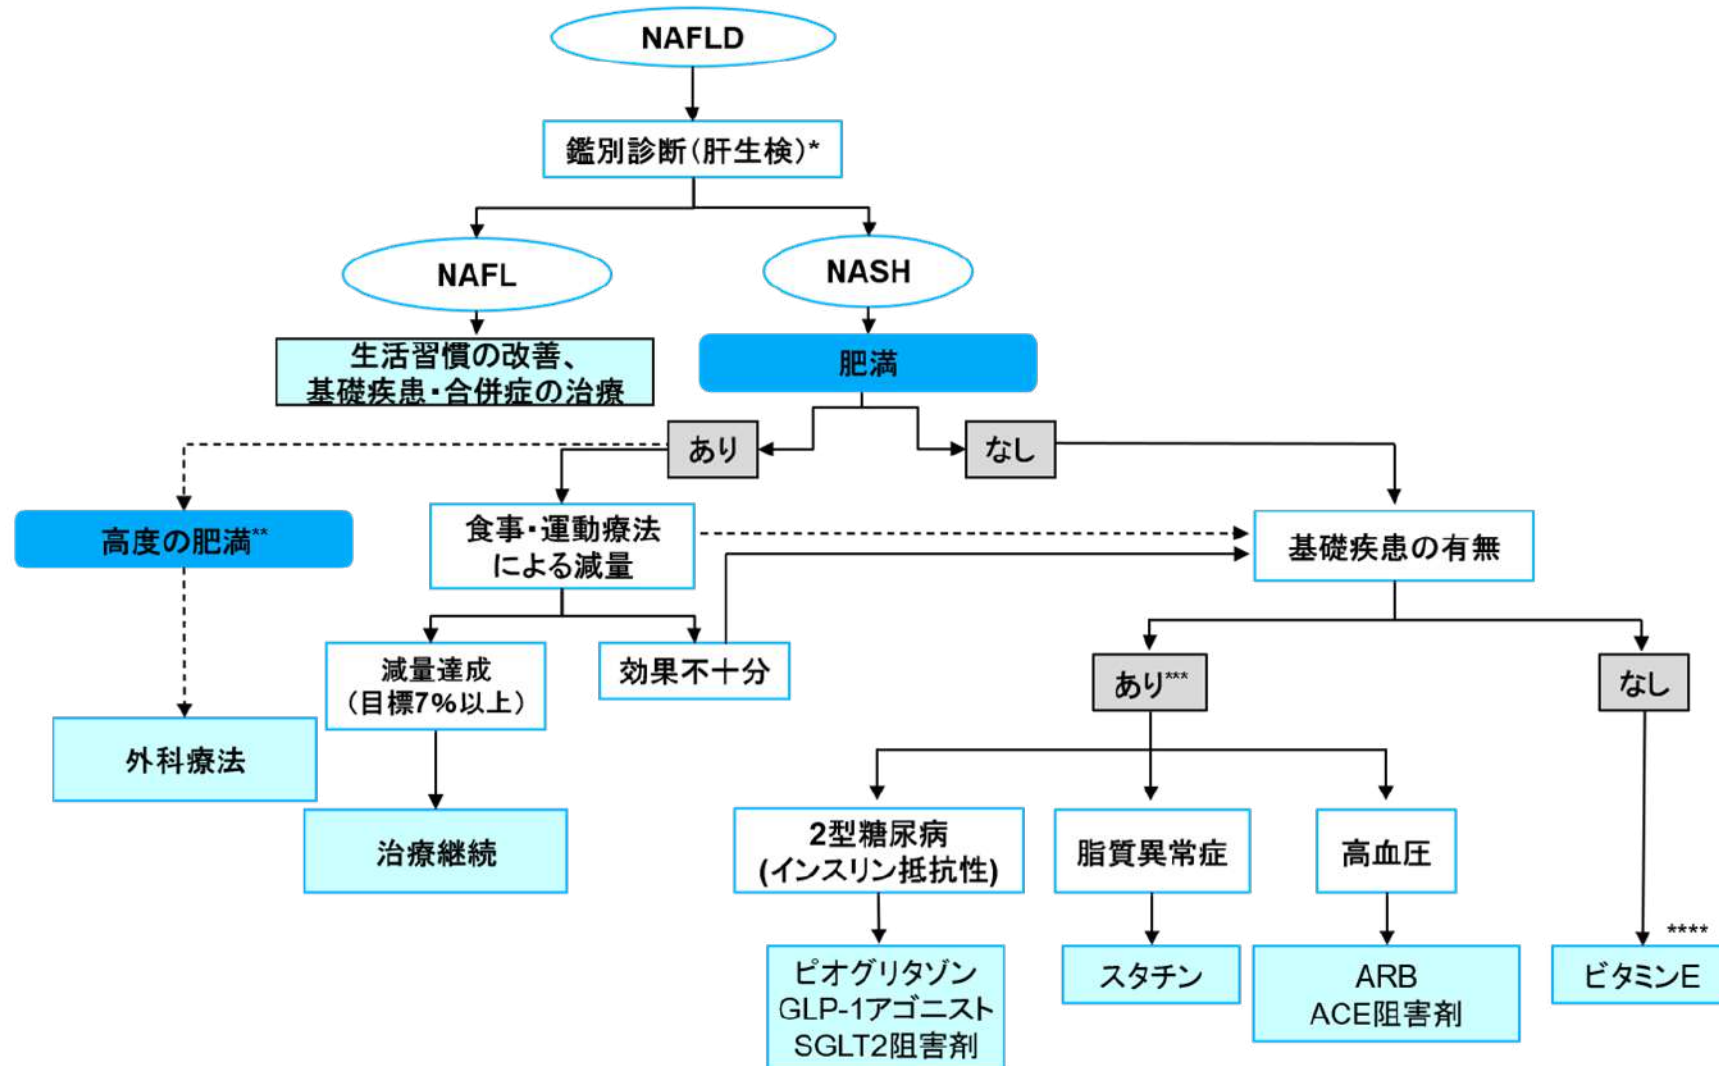 NAFLD
鑑別診断(肝生検)*
NAFL
NASH
生活習慣の改善、
基礎疾患・合併症の治療
肥満
あり
なし
高度の肥満**
食事・運動療法
による減量
基礎疾患の有無
減量達成
(目標7%以上)
効果不十分
あり***
なし
外科療法
治療継続
2型糖尿病
(インスリン抵抗性)
脂質異常症
高血圧
ピオグリタゾン
GLP-1アゴニスト
SGLT2阻害剤
スタチン
ARB
ACE阻害剤
****
ビタミンE